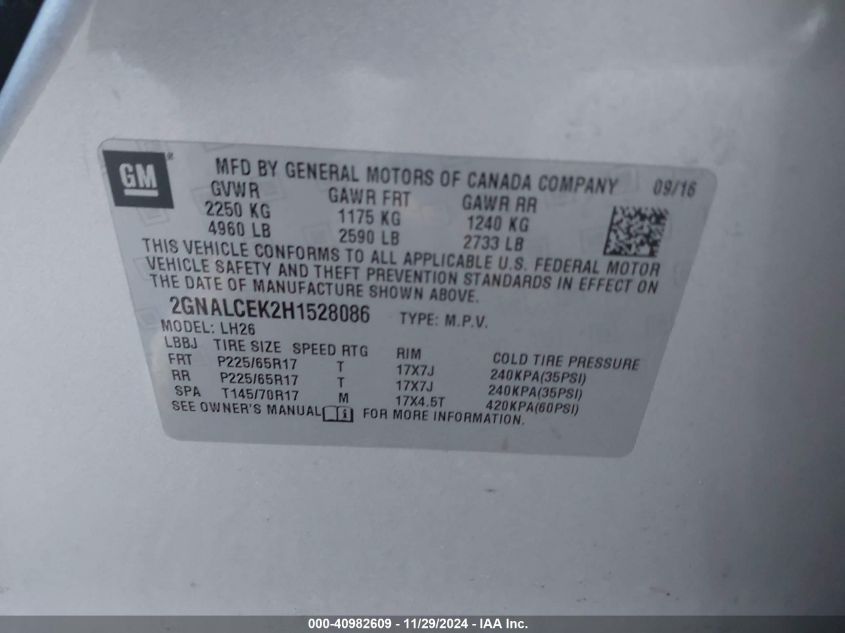 GM
MFD BY GENERAL MOTORS OF CANADA COMPANY 09/16
GVWR GAWR FRT GAWR RR
2250 KG 1175 KG 1240 KG
4960 LB 2590 LB 2733 LB
THIS VEHICLE CONFORMS TO ALL APPLICABLE U.S. FEDERAL MOTOR
VEHICLE SAFETY AND THEFT PREVENTION STANDARDS IN EFFECT ON
THE DATE OF MANUFACTURE SHOWN ABOVE.
2GNALCEK2H1528086 TYPE: M.P.V.
MODEL: LH26
LBBJ TIRE SIZE SPEED RTG RIM COLD TIRE PRESSURE
FRT P225/65R17 T 17X7J 240KPA(35PSI)
RR P225/65R17 T 17X7J 240KPA(35PSI)
SPA T145/70R17 M 17X4.5T 420KPA(60PSI)
SEE OWNER'S MANUAL FOR MORE INFORMATION.
000-40982609 - 11/29/2024 - IAA Inc.